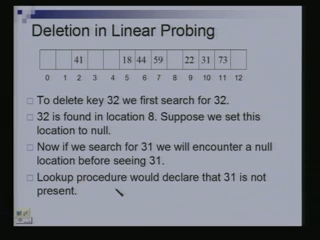 Deletion in Linear Probing
41 18 44 59 22 31 73
0 1 2 3 4 5 6 7 8 9 10 11 12
To delete key 32 we first search for 32.
32 is found in location 8. Suppose we set this
location to null.
Now if we search for 31 we will encounter a null
location before seeing 31.
Lookup procedure would declare that 31 is not
present.